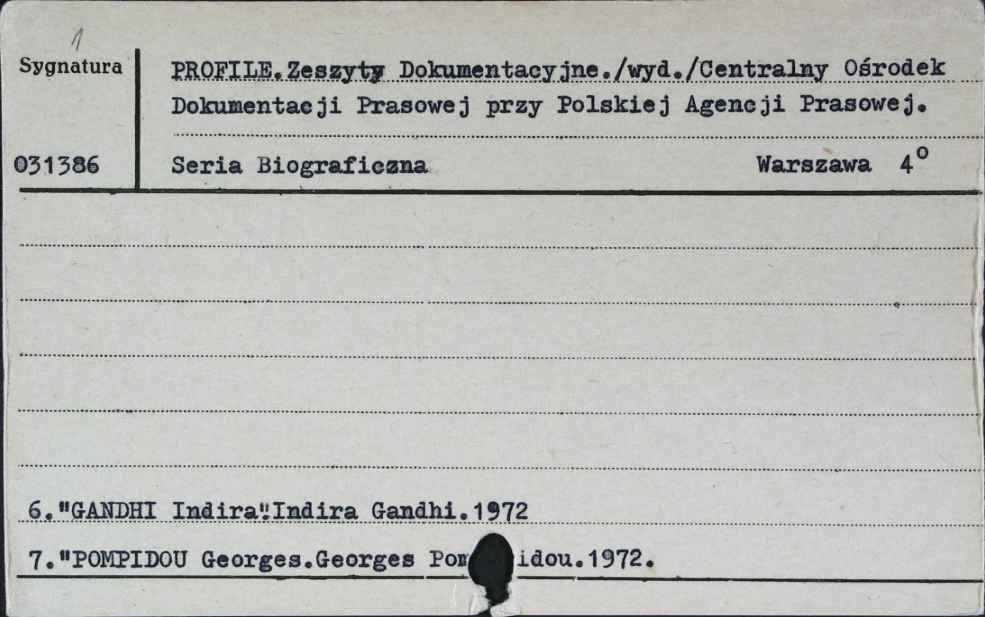 1
Sygnatura
PROFILE.Zeszyty Dokumentacyjne./wyd./Centralny Ośrodek
Dokumentacji Prasowej przy Polskiej Agencji Prasowej.
031386
Seria Biograficzna Warszawa 4°
6."GANDHI Indira".Indira Gandhi.1972
7."POMPIDOU Georges.Georges Pom idou.1972.